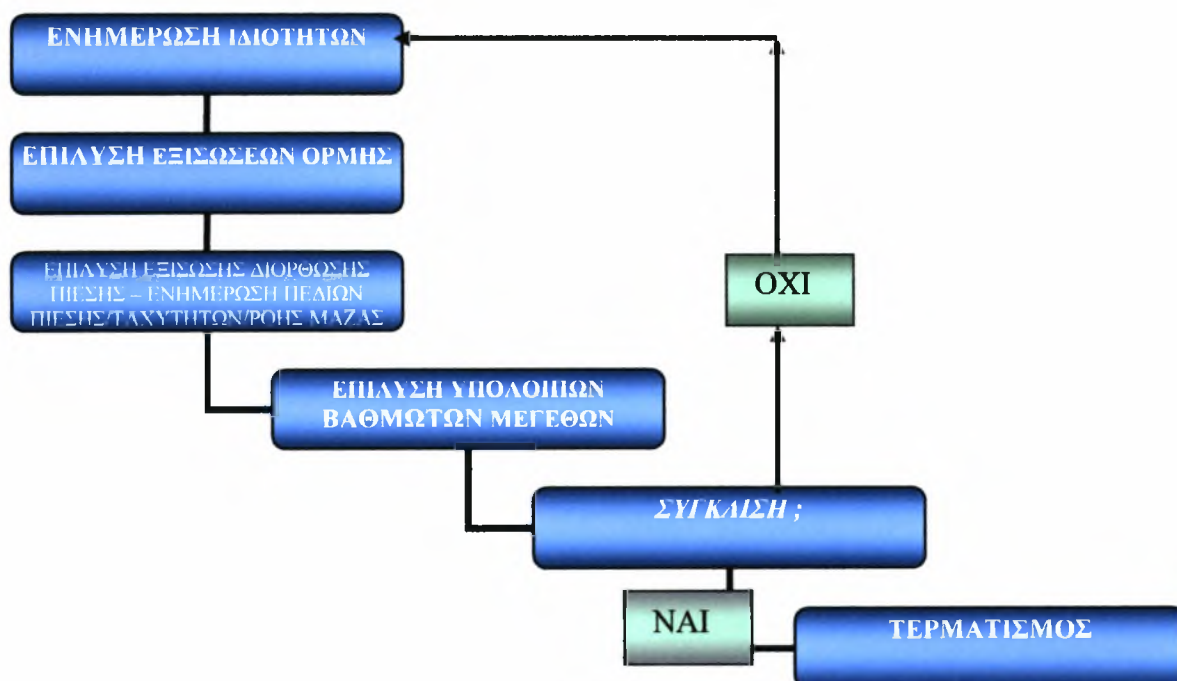 ΕΝΗΜΕΡΩΣΗ ΙΔΙΟΤΗΤΩΝ
ΕΠΙΛΥΣΗ ΕΞΙΣΩΣΕΩΝ ΟΡΜΗΣ
ΕΠΙΛΥΣΗ ΕΞΙΣΩΣΗΣ ΔΙΟΡΘΩΣΗΣ
ΠΙΕΣΗΣ – ΕΝΗΜΕΡΩΣΗ ΠΕΔΙΩΝ
ΠΙΕΣΗΣ/ΤΑΧΥΤΗΤΩΝ/ΡΟΗΣ ΜΑΖΑΣ
ΟΧΙ
ΕΠΙΛΥΣΗ ΥΠΟΛΟΙΠΩΝ
ΒΑΘΜΩΤΩΝ ΜΕΓΕΘΩΝ
ΣΥΓΚΛΙΣΗ ;
ΝΑΙ
ΤΕΡΜΑΤΙΣΜΟΣ